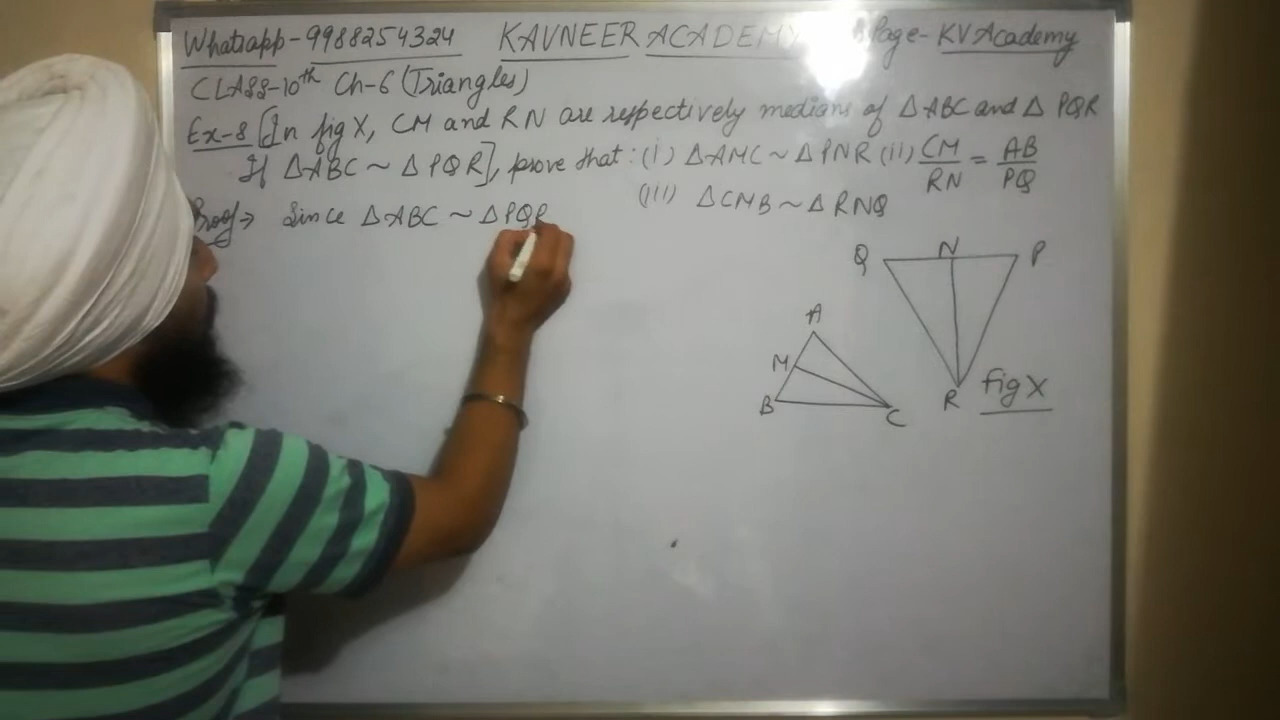 Whatsapp-9988254324 KAVNEER ACADEMY Page- KV Academy
CLASS-10th Ch-6 (Triangles)
Ex-8 [In fig X, CM and RN are respectively medians of △ ABC and △ PQR
If △ABC ~ △ PQR], prove that: (i) △AMC ~ △PNR (ii) CM/RN = AB/PQ
(iii) △CMB ~ △RNQ
Proof→ Since △ABC ~ △PQR
Q N P
A
M
B C
R fig X